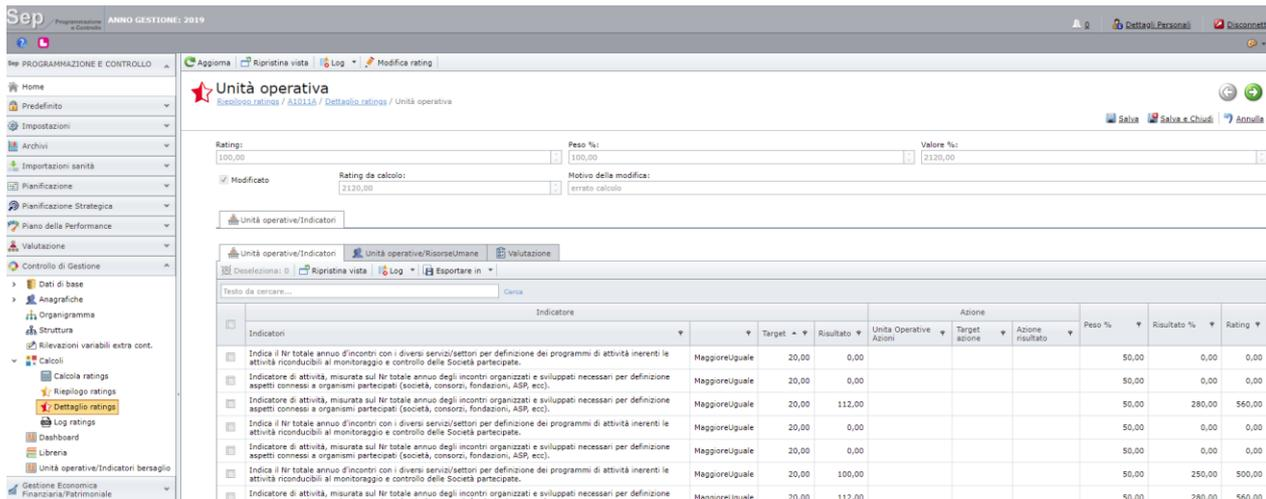 Sep Programmazione e Controllo ANNO GESTIONE: 2019
0 Dettagli Personali Disconnett
Sep PROGRAMMAZIONE E CONTROLLO
Home
Predefinito
Impostazioni
Archivi
Importazioni sanità
Pianificazione
Pianificazione Strategica
Piano della Performance
Valutazione
Controllo di Gestione
Dati di base
Anagrafiche
Organigramma
Struttura
Rilevazioni variabili extra cont.
Calcoli
Calcola ratings
Riepilogo ratings
Dettaglio ratings
Log ratings
Dashboard
Libreria
Unità operative/Indicatori bersaglio
Gestione Economica
Finanziaria/Patrimoniale
Aggiorna Ripristina vista Log Modifica rating
Unità operativa
Riepilogo ratings / A1011A / Dettaglio ratings / Unità operativa
Salva Salva e Chiudi Annulla
Rating: Peso %: Valore %:
100,00 100,00 2120,00
Modificato Rating da calcolo: Motivo della modifica:
2120,00 errato calcolo
Unità operative/Indicatori
Unità operative/Indicatori Unità operative/RisorseUmane Valutazione
Deseleziona: 0 Ripristina vista Log Esportare in
Testo da cercare... Cerca
Indicatore Azione
Indicatori Target Risultato Unita Operative Azioni Target azione Azione risultato Peso % Risultato % Rating
Indica il Nr totale annuo d'incontri con i diversi servizi/settori per definizione dei programmi di attività inerenti le
attività riconducibili al monitoraggio e controllo delle Società partecipate. MaggioreUguale 20,00 0,00 50,00 0,00 0,00
Indicatore di attività, misurata sul Nr totale annuo degli incontri organizzati e sviluppati necessari per definizione
aspetti connessi a organismi partecipati (società, consorzi, fondazioni, ASP, ecc). MaggioreUguale 20,00 0,00 50,00 0,00 0,00
Indicatore di attività, misurata sul Nr totale annuo degli incontri organizzati e sviluppati necessari per definizione
aspetti connessi a organismi partecipati (società, consorzi, fondazioni, ASP, ecc). MaggioreUguale 20,00 112,00 50,00 280,00 560,00
Indica il Nr totale annuo d'incontri con i diversi servizi/settori per definizione dei programmi di attività inerenti le
attività riconducibili al monitoraggio e controllo delle Società partecipate. MaggioreUguale 20,00 0,00 50,00 0,00 0,00
Indicatore di attività, misurata sul Nr totale annuo degli incontri organizzati e sviluppati necessari per definizione
aspetti connessi a organismi partecipati (società, consorzi, fondazioni, ASP, ecc). MaggioreUguale 20,00 0,00 50,00 0,00 0,00
Indica il Nr totale annuo d'incontri con i diversi servizi/settori per definizione dei programmi di attività inerenti le
attività riconducibili al monitoraggio e controllo delle Società partecipate. MaggioreUguale 20,00 100,00 50,00 250,00 500,00
Indicatore di attività, misurata sul Nr totale annuo degli incontri organizzati e sviluppati necessari per definizione
MaggioreUguale 20,00 112,00 50,00 280,00 560,00